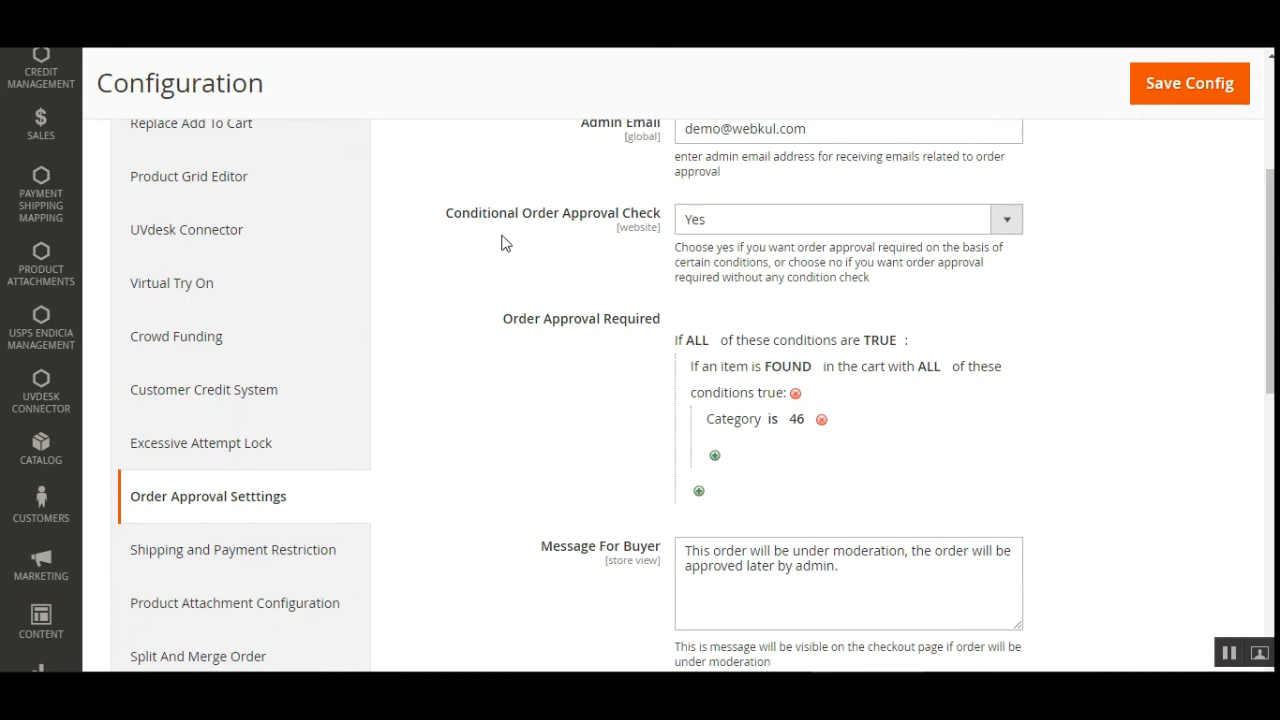 CREDIT
MANAGEMENT
SALES
PAYMENT
SHIPPING
MAPPING
PRODUCT
ATTACHMENTS
USPS ENDICIA
MANAGEMENT
UVDESK
CONNECTOR
CATALOG
CUSTOMERS
MARKETING
CONTENT
Configuration
Save Config
Replace Add To Cart
Product Grid Editor
UVdesk Connector
Virtual Try On
Crowd Funding
Customer Credit System
Excessive Attempt Lock
Order Approval Setttings
Shipping and Payment Restriction
Product Attachment Configuration
Split And Merge Order
Admin Email
[global]
demo@webkul.com
enter admin email address for receiving emails related to order
approval
Conditional Order Approval Check
[website]
Yes
Choose yes if you want order approval required on the basis of
certain conditions, or choose no if you want order approval
required without any condition check
Order Approval Required
If ALL of these conditions are TRUE :
If an item is FOUND in the cart with ALL of these
conditions true:
Category is 46
Message For Buyer
[store view]
This order will be under moderation, the order will be
approved later by admin.
This is message will be visible on the checkout page if order will be
under moderation